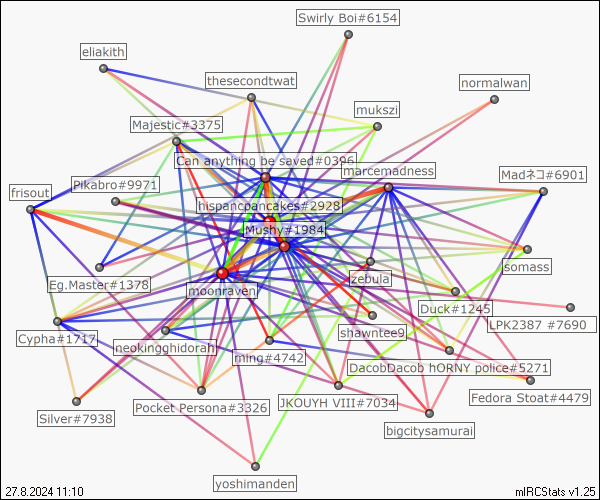 Swirly Boi#6154
eliakith
thesecondtwat
normalwan
mukszi
Majestic#3375
Can anything be saved#0396
marcemadness
Madネコ#6901
Pikabro#9971
frisout
hispancpancakes#2928
Mushy#1984
somass
zebula
Eg.Master#1378
moonraven
Duck#1245
LPK2387 #7690
shawntee9
Cypha#1717
neokingghidorah
ming#4742
DacobDacob hORNY police#5271
Fedora Stoat#4479
JKOUYH VIII#7034
Pocket Persona#3326
Silver#7938
bigcitysamurai
yoshimanden
27.8.2024 11:10
mIRCStats v1.25